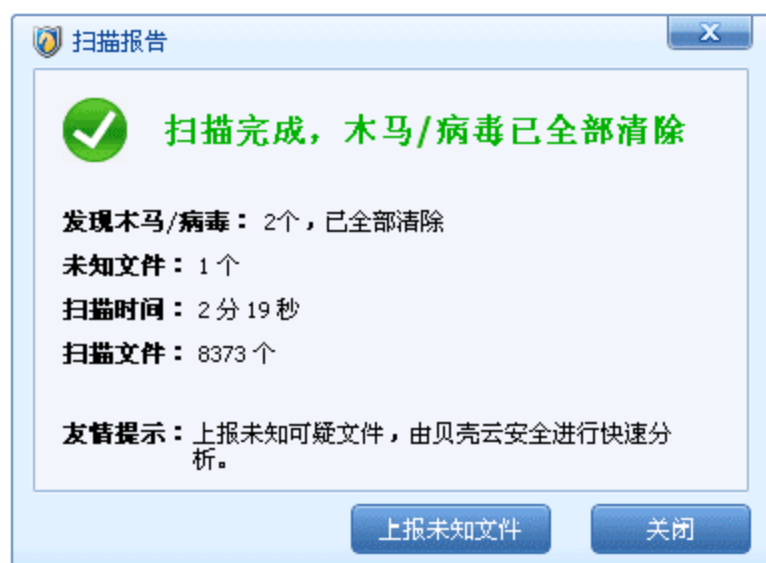 扫描报告
扫描完成，木马/病毒已全部清除
发现木马/病毒：2个，已全部清除
未知文件：1个
扫描时间：2分19秒
扫描文件：8373个
友情提示：上报未知可疑文件，由贝壳云安全进行快速分
析。
上报未知文件 关闭